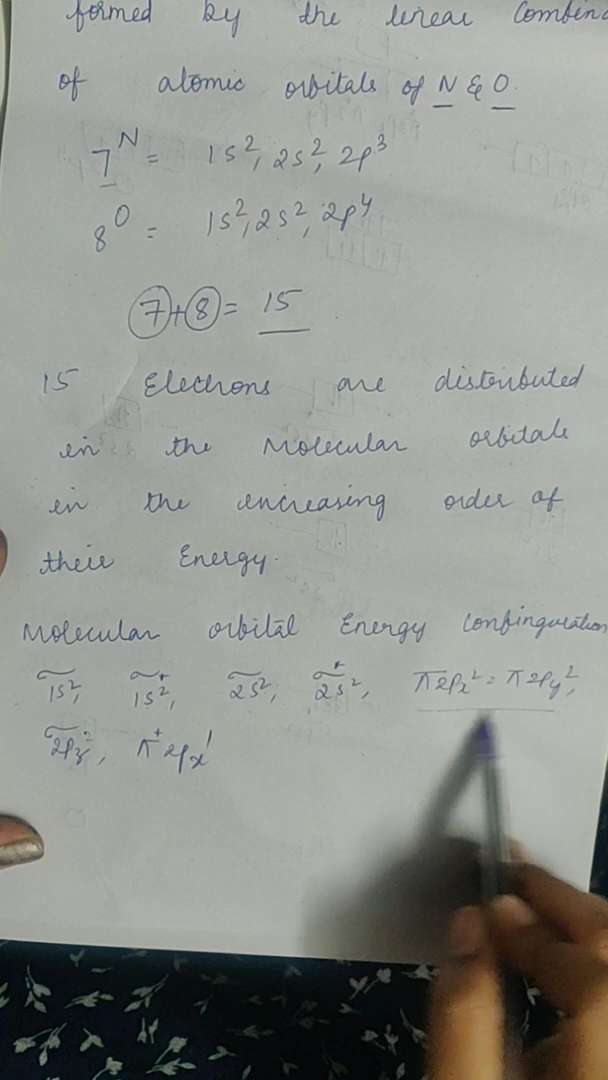 formed by the linear Combin
of atomic orbitals of N & O.
7N = 1s², 2s², 2p³
8O = 1s², 2s², 2p⁴
7+8 = 15
15 Electrons are distributed
in the Molecular orbitals
in the increasing order of
their Energy.
Molecular orbital Energy Confinguration
σ1s², σ*1s², σ2s², σ*2s², π2px² = π2py²,
σ2pz², π*2px¹